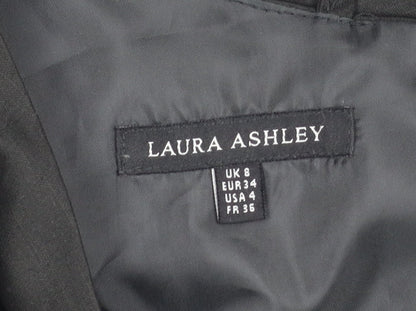 LAURA ASHLEY
UK 8
EUR 34
USA 4
FR 36